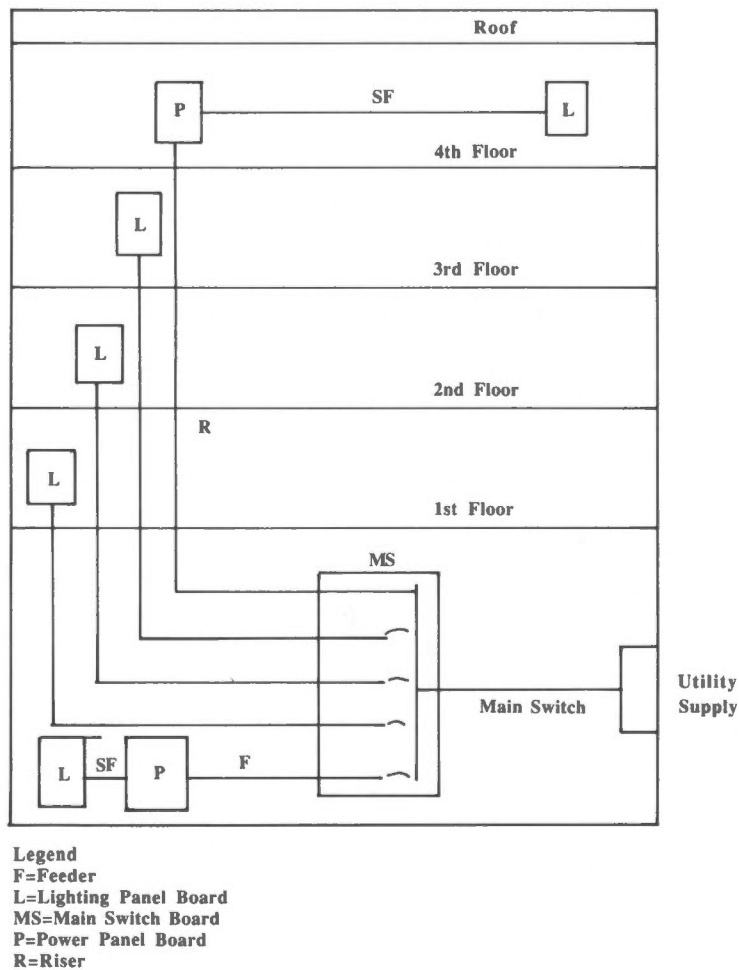 Roof
P
SF
L
4th Floor
L
3rd Floor
L
2nd Floor
R
L
1st Floor
MS
Main Switch
Utility
Supply
L
SF
P
F
Legend
F=Feeder
L=Lighting Panel Board
MS=Main Switch Board
P=Power Panel Board
R=Riser